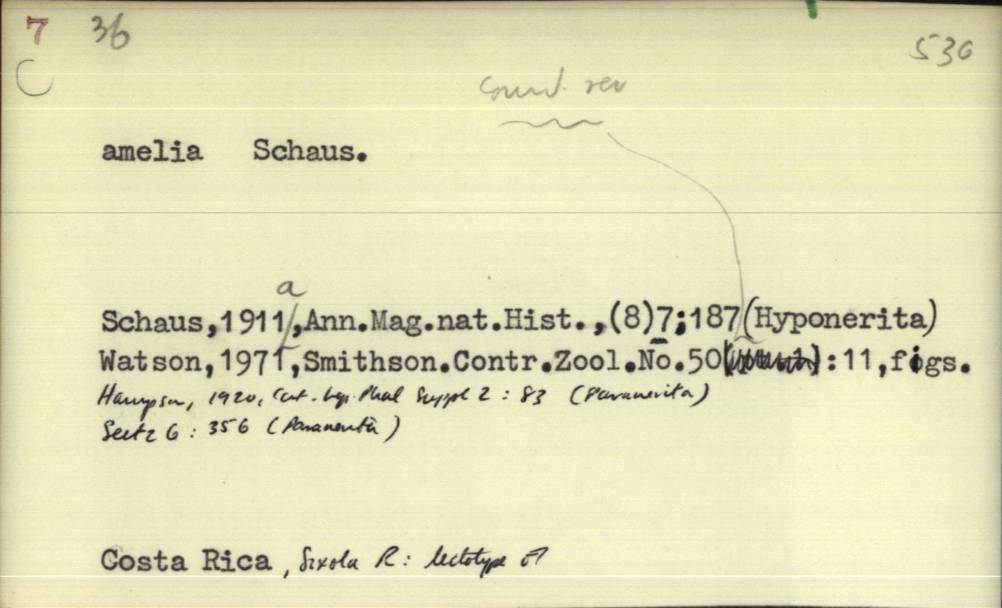 7 36
536
C
comb. rev
amelia Schaus.
a
Schaus,1911/,Ann.Mag.nat.Hist.,(8)7;187(Hyponerita)
Watson,1971,Smithson.Contr.Zool.No.50:11,figs.
Hampson, 1920, Cat. Lep. Phal Suppl 2 : 83 (Paranerita)
Seitz 6 : 356 (Paranerita)
Costa Rica, Sixola R: lectotype ♂